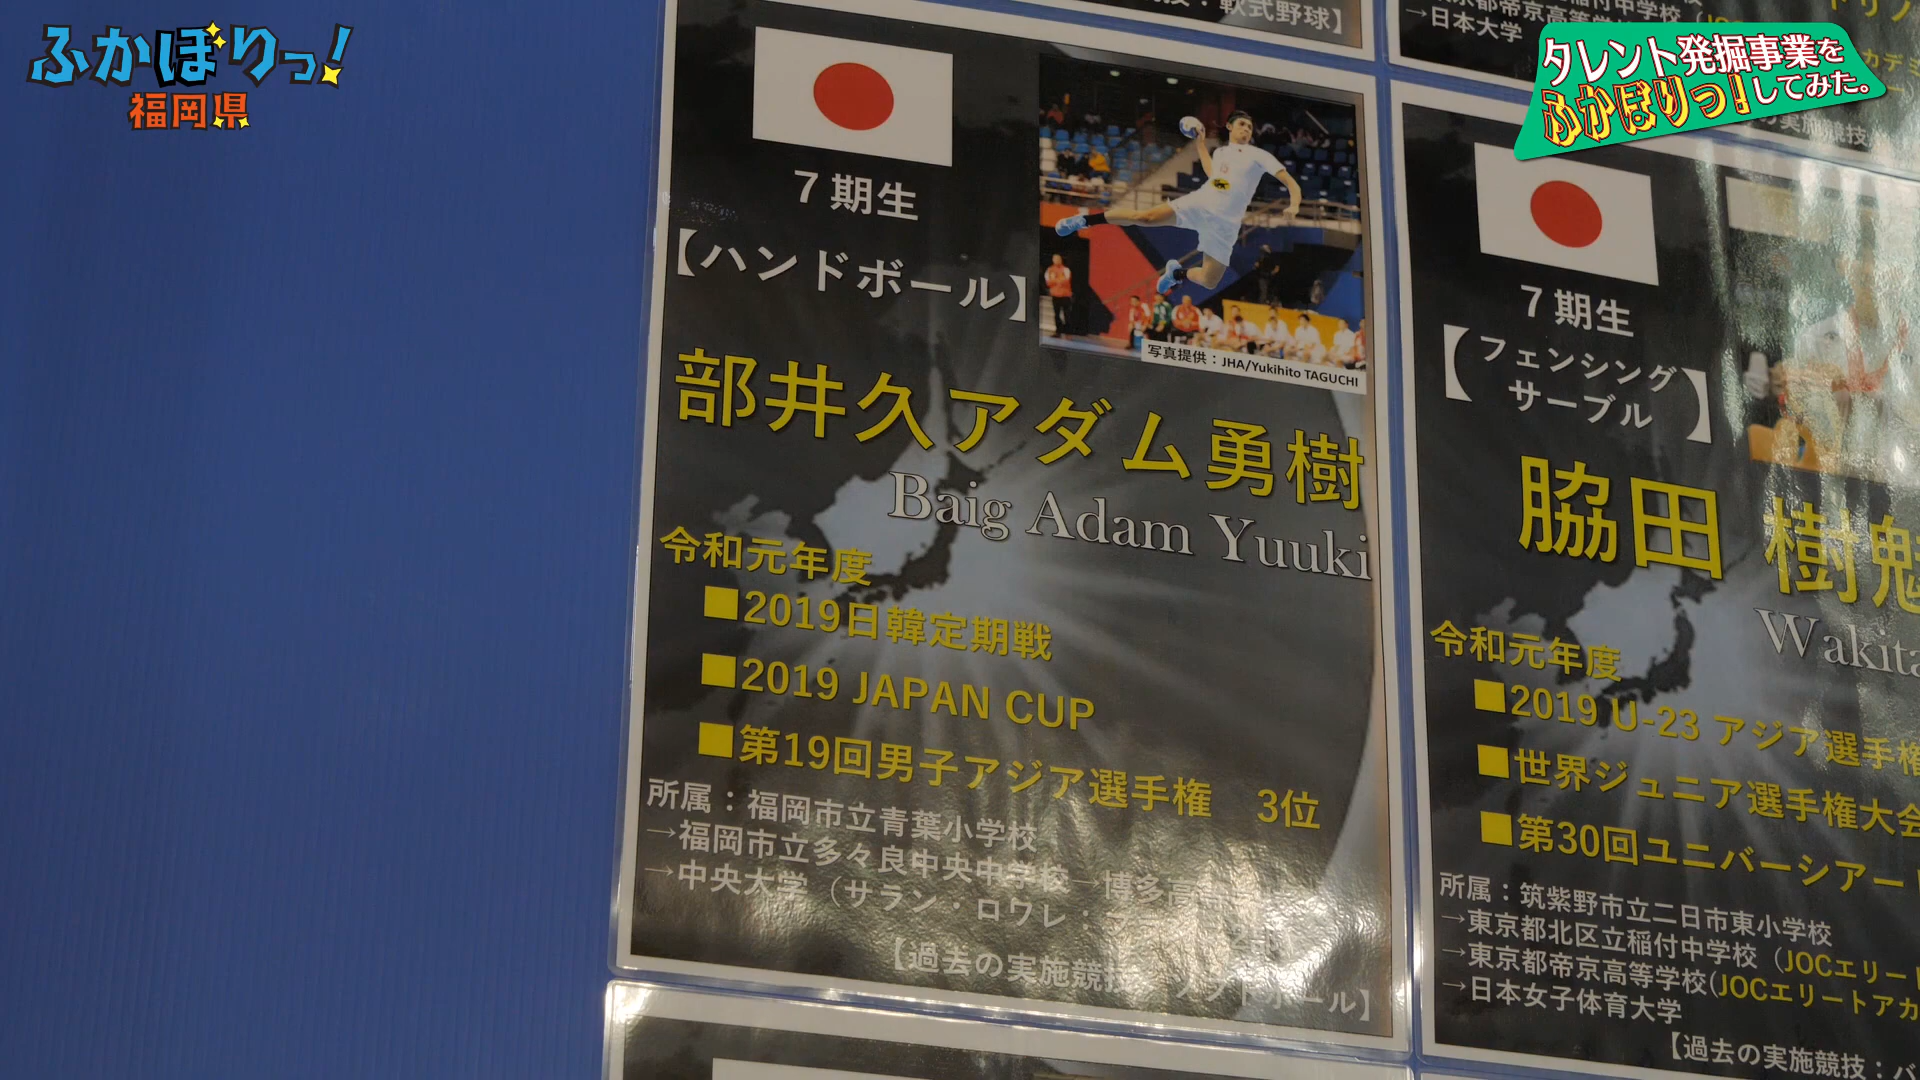 ふかぼりっ！
福岡県
タレント発掘事業を
ふかぼりっ！してみた。
軟式野球】
→日本大学
7期生
【ハンドボール】
写真提供：JHA/Yukihito TAGUCHI
部井久アダム勇樹
Baig Adam Yuuki
令和元年度
■2019日韓定期戦
■2019 JAPAN CUP
■第19回男子アジア選手権 3位
所属：福岡市立青葉小学校
→福岡市立多々良中央中学校→博多高
→中央大学（サラン・ロワレ：
【過去の実施競技
ボール】
7期生
【フェンシング
サーブル】
脇田 樹魅
Wakita
令和元年度
■2019 U-23 アジア選手権
■世界ジュニア選手権大会
■第30回ユニバーシアード
所属：筑紫野市立二日市東小学校
→東京都北区立稲付中学校（JOCエリート
→東京都帝京高等学校(JOCエリートアカ
→日本女子体育大学
【過去の実施競技：バ